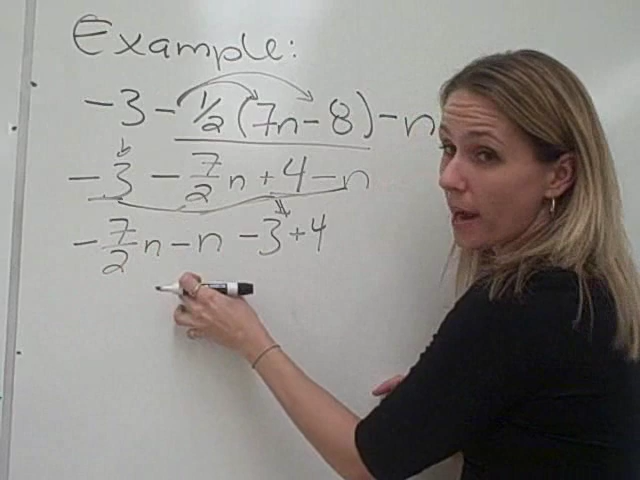 Example:
-3 - 1/2 (7n - 8) - n
-3 - 7/2 n + 4 - n
-7/2 n - n - 3 + 4